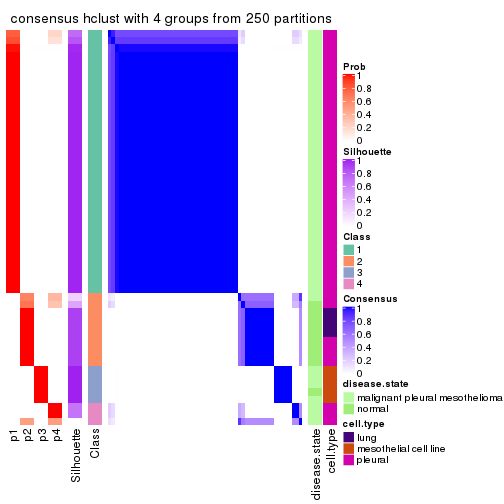 consensus hclust with 4 groups from 250 partitions
Prob
1
0.8
0.6
0.4
0.2
0
Silhouette
1
0.8
0.6
0.4
0.2
0
Class
1
2
3
4
Consensus
1
0.8
0.6
0.4
0.2
0
disease.state
malignant pleural mesothelioma
normal
cell.type
lung
mesothelial cell line
pleural
p1
p2
p3
p4
Silhouette
Class
disease.state
cell.type